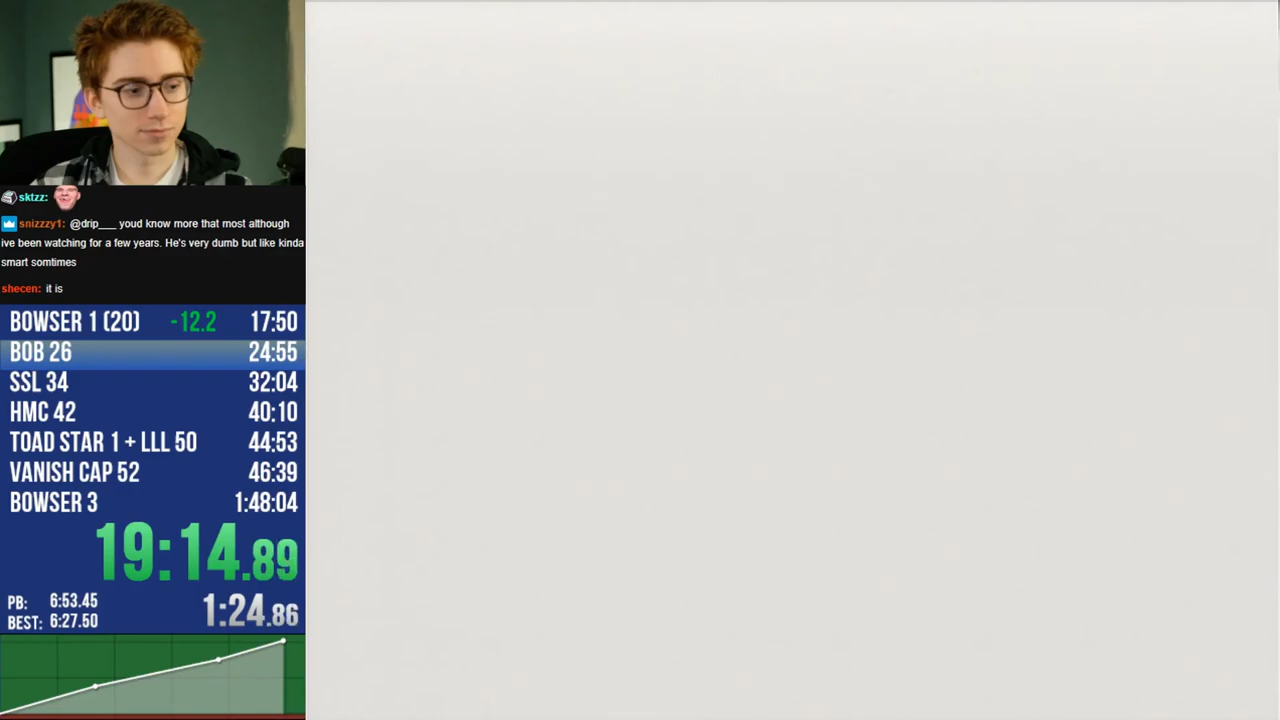 sktzz:
snizzzy1: @drip___ youd know more that most although
ive been watching for a few years. He's very dumb but like kinda
smart somtimes
shecen: it is
BOWSER 1 (20) -12.2 17:50
BOB 26 24:55
SSL 34 32:04
HMC 42 40:10
TOAD STAR 1 + LLL 50 44:53
VANISH CAP 52 46:39
BOWSER 3 1:48:04
19:14.89
PB: 6:53.45
BEST: 6:27.50
1:24.86